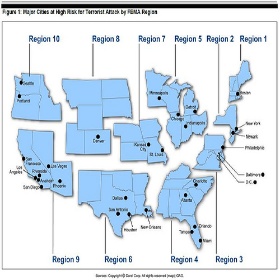 Figure 1: Major Cities at High Risk for Terrorist Attack by FEMA Region
Region 10
Region 8
Region 7
Region 5
Region 2
Region 1
Seattle
Portland
Minneapolis
Detroit
Chicago
Indianapolis
Boston
New York
Newark
Philadelphia
Denver
Kansas City
St. Louis
Baltimore
D.C.
San Francisco
Las Vegas
Los Angeles
Riverside
Anaheim
San Diego
Phoenix
Dallas
San Antonio
Houston
New Orleans
Charlotte
Atlanta
Orlando
Tampa
Miami
Region 9
Region 6
Region 4
Region 3
Sources: Copyright © Corel Corp. All rights reserved (map); GAO.